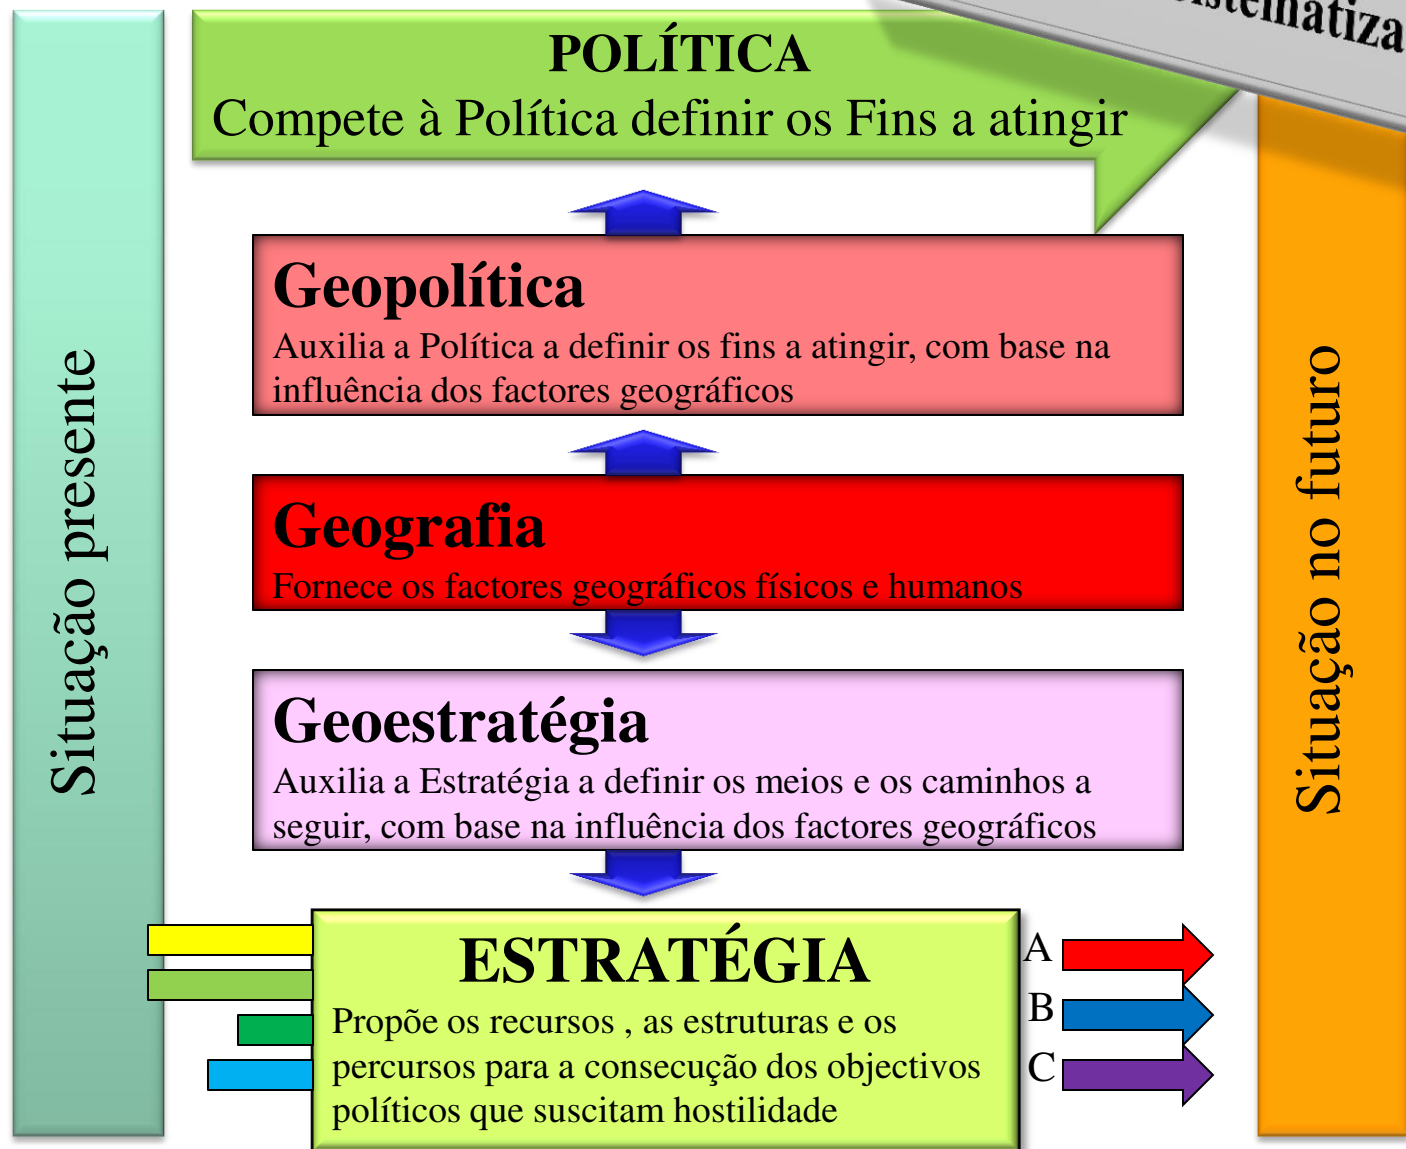 POLÍTICA
Compete à Política definir os Fins a atingir
Situação presente
Geopolítica
Auxilia a Política a definir os fins a atingir, com base na
influência dos factores geográficos
Geografia
Fornece os factores geográficos físicos e humanos
Geoestratégia
Auxilia a Estratégia a definir os meios e os caminhos a
seguir, com base na influência dos factores geográficos
ESTRATÉGIA
Propõe os recursos , as estruturas e os
percursos para a consecução dos objectivos
políticos que suscitam hostilidade
A
B
C
Situação no futuro